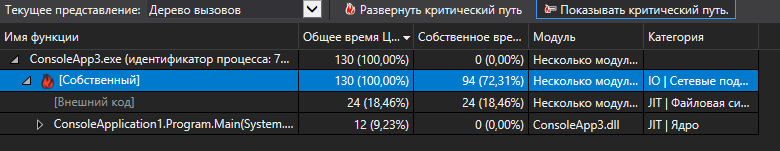 Текущее представление: Дерево вызовов Развернуть критический путь Показывать критический путь.
Имя функции Общее время Ц... Собственное вре... Модуль Категория
ConsoleApp3.exe (идентификатор процесса: 7... 130 (100,00%) 0 (0,00%) Несколько модул... Несколько модул...
[Собственный] 130 (100,00%) 94 (72,31%) Несколько модул... IO | Сетевые под...
[Внешний код] 24 (18,46%) 24 (18,46%) Несколько модул... JIT | Файловая си...
ConsoleApplication1.Program.Main(System.... 12 (9,23%) 0 (0,00%) ConsoleApp3.dll JIT | Ядро